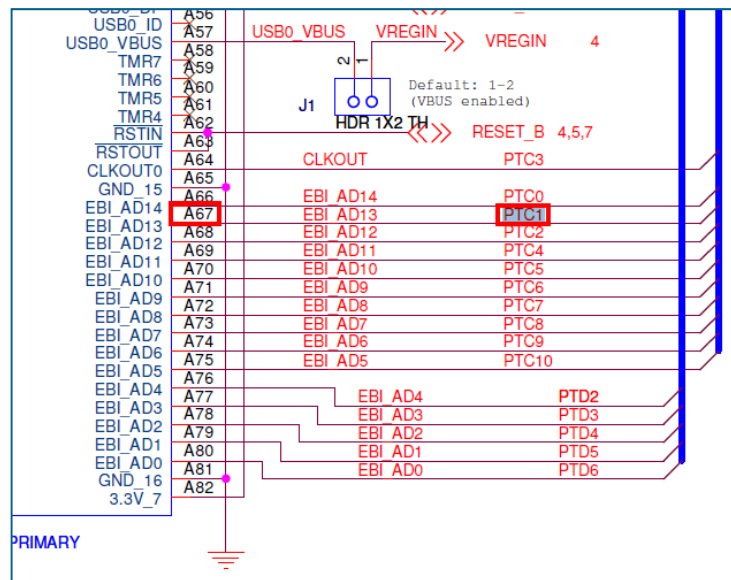 USB0_ID
A56
USB0_VBUS
A57
USB0_VBUS
VREGIN
VREGIN
4
TMR7
A58
TMR6
A59
TMR5
A60
TMR4
A61
2
1
J1
Default: 1-2
(VBUS enabled)
HDR 1X2 TH
RSTIN
A62
RESET_B
4,5,7
RSTOUT
A63
CLKOUT0
A64
CLKOUT
PTC3
GND_15
A65
EBI_AD14
A66
EBI_AD14
PTC0
EBI_AD13
A67
EBI_AD13
PTC1
EBI_AD12
A68
EBI_AD12
PTC2
EBI_AD11
A69
EBI_AD11
PTC4
EBI_AD10
A70
EBI_AD10
PTC5
EBI_AD9
A71
EBI_AD9
PTC6
EBI_AD8
A72
EBI_AD8
PTC7
EBI_AD7
A73
EBI_AD7
PTC8
EBI_AD6
A74
EBI_AD6
PTC9
EBI_AD5
A75
EBI_AD5
PTC10
EBI_AD4
A76
EBI_AD4
PTD2
EBI_AD3
A77
EBI_AD3
PTD3
EBI_AD2
A78
EBI_AD2
PTD4
EBI_AD1
A79
EBI_AD1
PTD5
EBI_AD0
A80
EBI_AD0
PTD6
GND_16
A81
3.3V_7
A82
PRIMARY